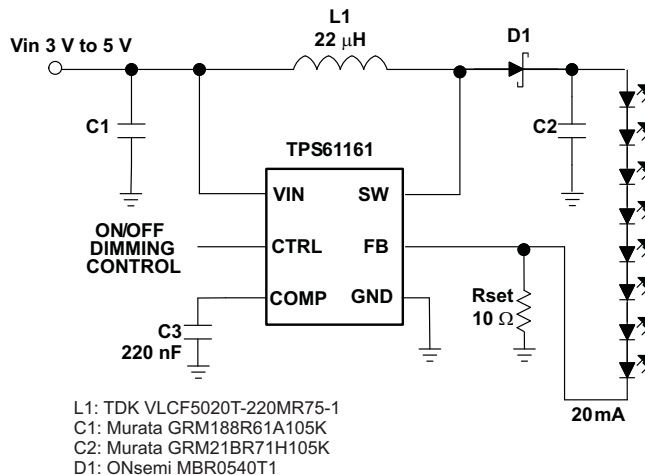 L1
22 μH
D1
Vin 3 V to 5 V
C1
C2
TPS61161
VIN
SW
ON/OFF
DIMMING
CONTROL
CTRL
FB
COMP
GND
Rset
10 Ω
C3
220 nF
20mA
L1: TDK VLCF5020T-220MR75-1
C1: Murata GRM188R61A105K
C2: Murata GRM21BR71H105K
D1: ONsemi MBR0540T1